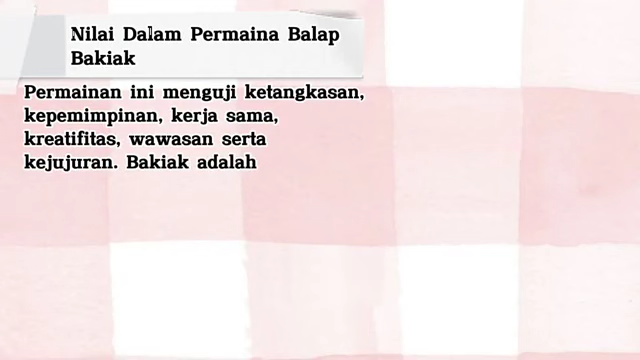 Nilai Dalam Permaina Balap
Bakiak
Permainan ini menguji ketangkasan,
kepemimpinan, kerja sama,
kreatifitas, wawasan serta
kejujuran. Bakiak adalah